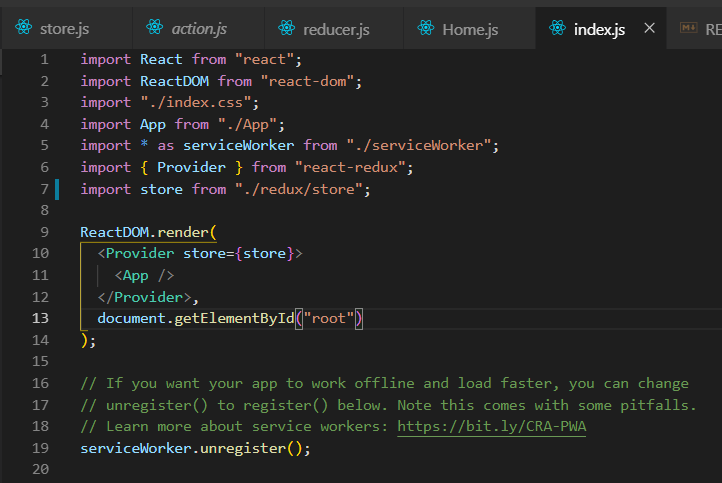 store.js action.js reducer.js Home.js index.js × RE
1 import React from "react";
2 import ReactDOM from "react-dom";
3 import "./index.css";
4 import App from "./App";
5 import * as serviceWorker from "./serviceWorker";
6 import { Provider } from "react-redux";
7 import store from "./redux/store";
8
9 ReactDOM.render(
10 <Provider store={store}>
11 <App />
12 </Provider>,
13 document.getElementById("root")
14 );
15
16 // If you want your app to work offline and load faster, you can change
17 // unregister() to register() below. Note this comes with some pitfalls.
18 // Learn more about service workers: https://bit.ly/CRA-PWA
19 serviceWorker.unregister();
20